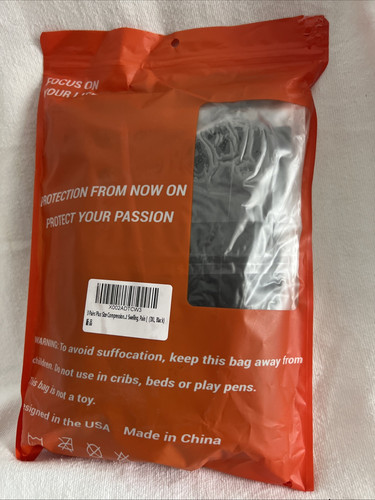 FOCUS ON
YOUR
PROTECTION FROM NOW ON
PROTECT YOUR PASSION
X002ADTCW3
WARNING: To avoid suffocation, keep this bag away from
children. Do not use in cribs, beds or play pens.
This bag is not a toy.
Designed in the USA Made in China